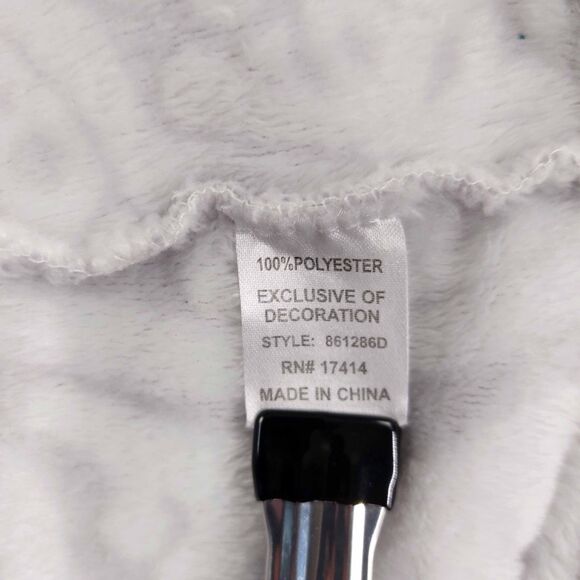 100%POLYESTER
EXCLUSIVE OF
DECORATION
STYLE: 861286D
RN# 17414
MADE IN CHINA